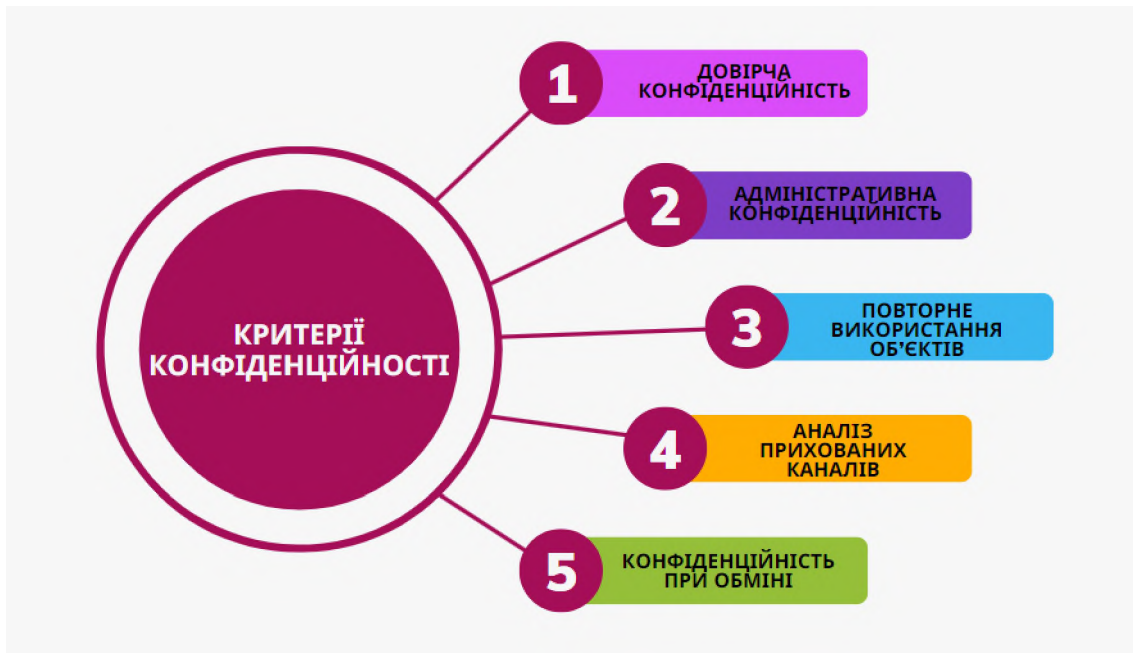 КРИТЕРІЇ
КОНФІДЕНЦІЙНОСТІ
1
ДОВІРЧА
КОНФІДЕНЦІЙНІСТЬ
2
АДМІНІСТРАТИВНА
КОНФІДЕНЦІЙНІСТЬ
3
ПОВТОРНЕ
ВИКОРИСТАННЯ
ОБ'ЄКТІВ
4
АНАЛІЗ
ПРИХОВАНИХ
КАНАЛІВ
5
КОНФІДЕНЦІЙНІСТЬ
ПРИ ОБМІНІ